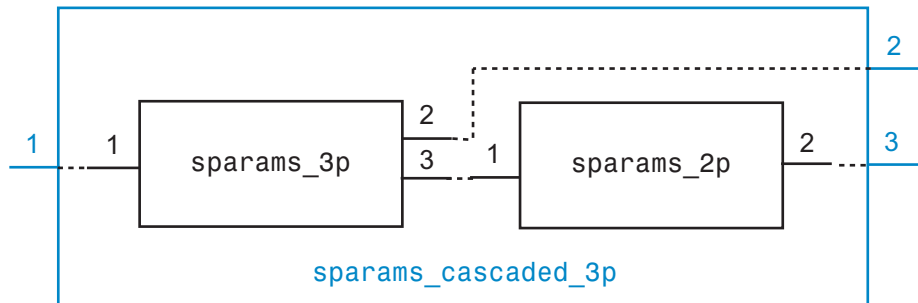 2
1 1 sparams_3p 2 3 1 sparams_2p 2 3
sparams_cascaded_3p